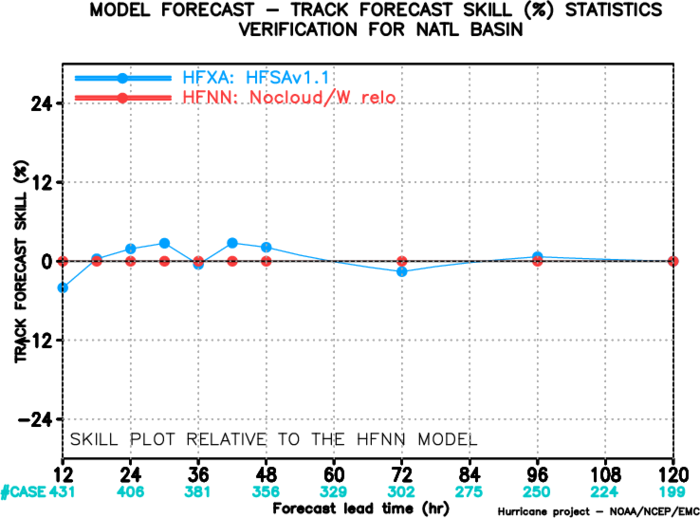 MODEL FORECAST – TRACK FORECAST SKILL (%) STATISTICS
VERIFICATION FOR NATL BASIN
HFXA: HFSAv1.1
HFNN: Nocloud/W relo
TRACK FORECAST SKILL (%)
24
12
0
–12
–24
SKILL PLOT RELATIVE TO THE HFNN MODEL
12 24 36 48 60 72 84 96 108 120
#CASE 431 406 381 356 329 302 275 250 224 199
Forecast lead time (hr)
Hurricane project – NOAA/NCEP/EMC